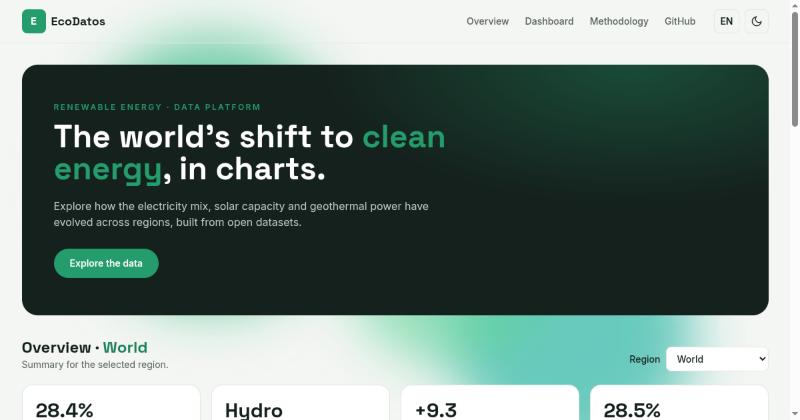 E EcoDatos
Overview Dashboard Methodology GitHub EN
RENEWABLE ENERGY · DATA PLATFORM
The world's shift to clean
energy, in charts.
Explore how the electricity mix, solar capacity and geothermal power have
evolved across regions, built from open datasets.
Explore the data
Overview · World
Summary for the selected region.
Region World
28.4% Hydro +9.3 28.5%